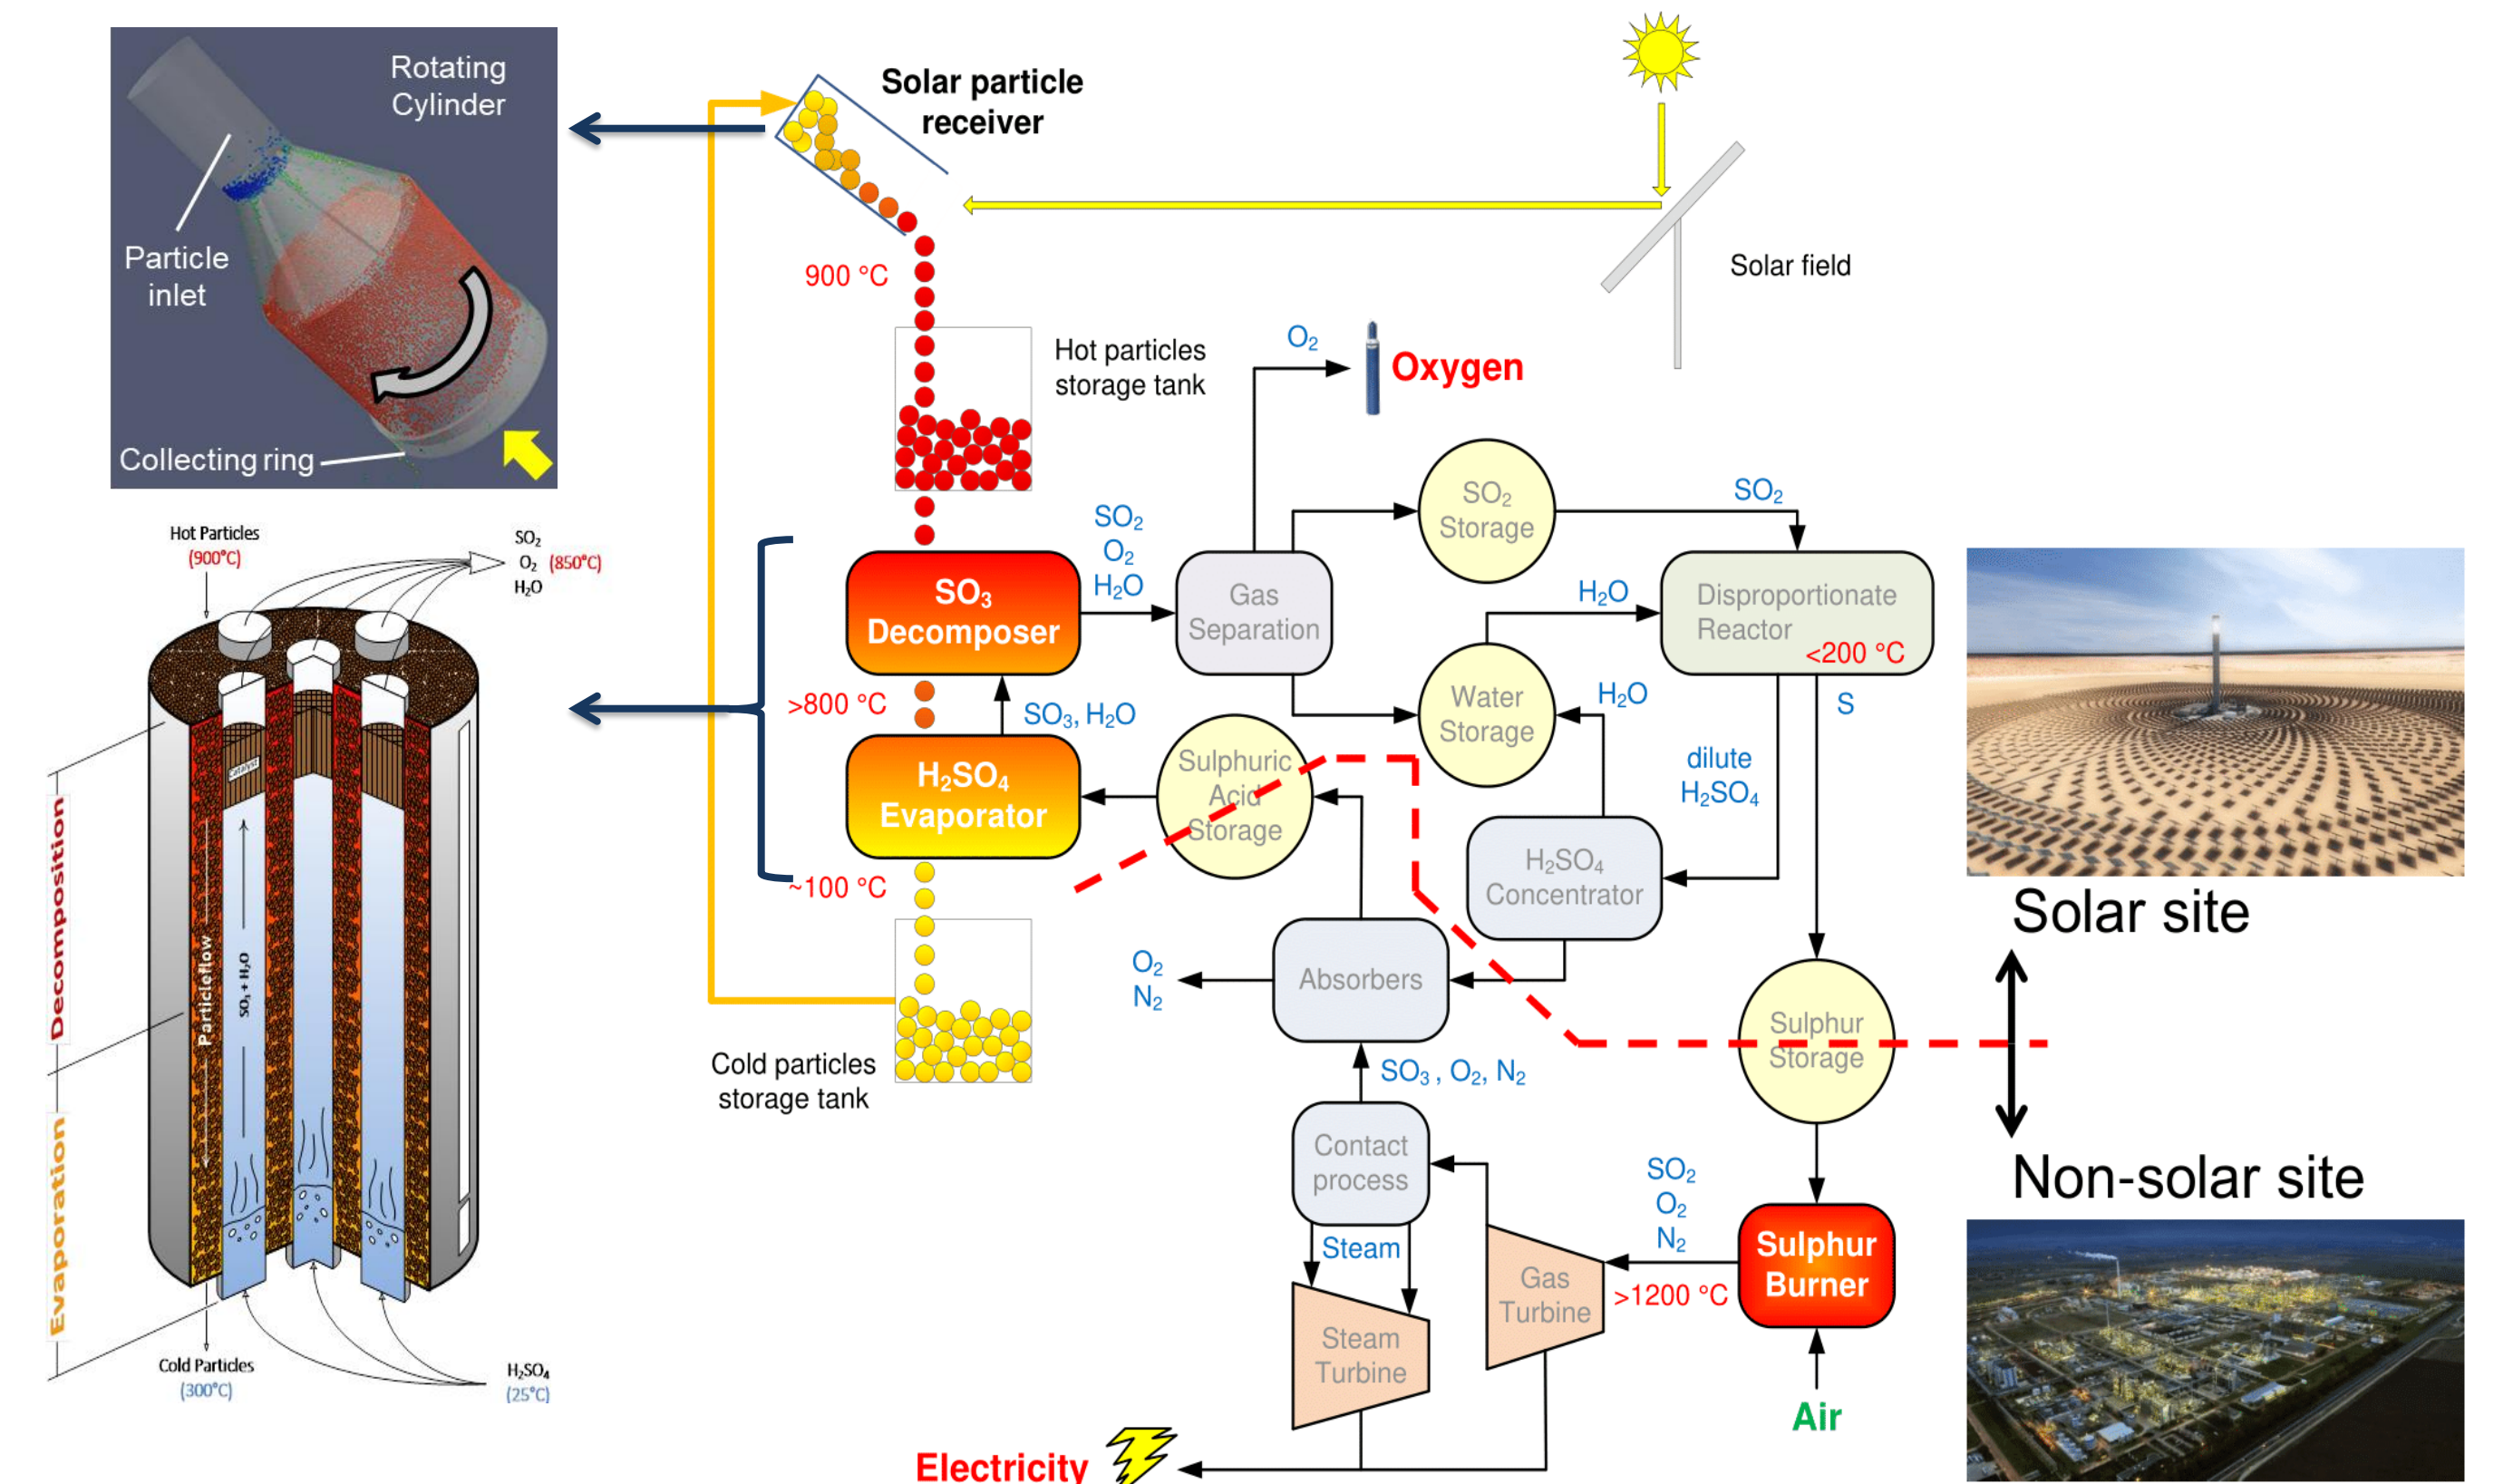 Rotating
Cylinder
Particle
inlet
Collecting ring
Solar particle
receiver
900 °C
Solar field
Hot particles
storage tank
O₂
Oxygen
SO₂
Storage
SO₂
SO₂
O₂
H₂O
SO₃
Decomposer
Gas
Separation
H₂O
Disproportionate
Reactor
<200 °C
>800 °C
SO₃, H₂O
Water
Storage
H₂O
S
dilute
H₂SO₄
H₂SO₄
Evaporator
Sulphuric
Acid
Storage
H₂SO₄
Concentrator
~100 °C
Absorbers
O₂
N₂
Sulphur
Storage
Cold particles
storage tank
SO₃ , O₂, N₂
Contact
process
Steam
SO₂
O₂
N₂
Sulphur
Burner
>1200 °C
Gas
Turbine
Steam
Turbine
Air
Electricity
Solar site
Non-solar site
Hot Particles
(900°C)
SO₂
O₂ (850°C)
H₂O
Catalyst
Decomposition
Particleflow
SO₃ + H₂O
Evaporation
Cold Particles
(300°C)
H₂SO₄
(25°C)